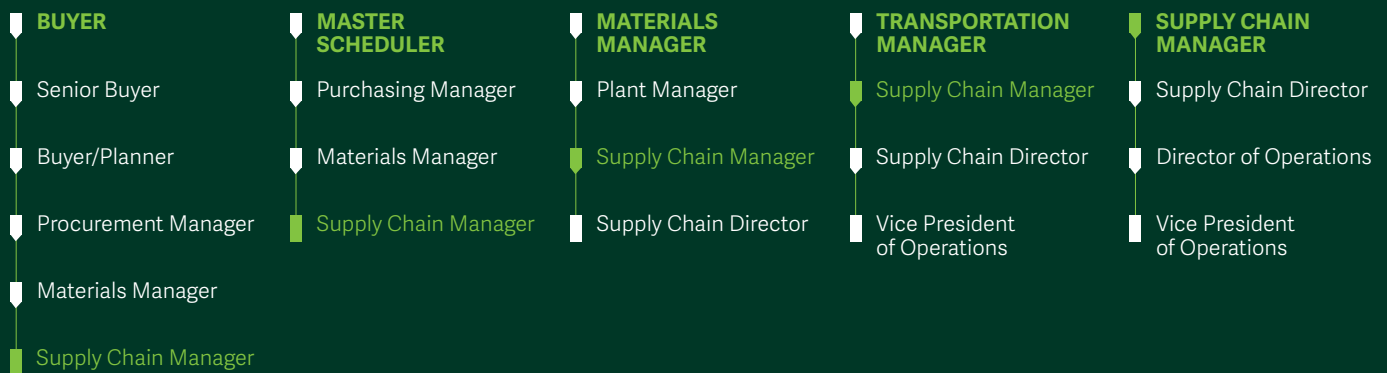 BUYER
Senior Buyer
Buyer/Planner
Procurement Manager
Materials Manager
Supply Chain Manager
MASTER
SCHEDULER
Purchasing Manager
Materials Manager
Supply Chain Manager
MATERIALS
MANAGER
Plant Manager
Supply Chain Manager
Supply Chain Director
TRANSPORTATION
MANAGER
Supply Chain Manager
Supply Chain Director
Vice President
of Operations
SUPPLY CHAIN
MANAGER
Supply Chain Director
Director of Operations
Vice President
of Operations